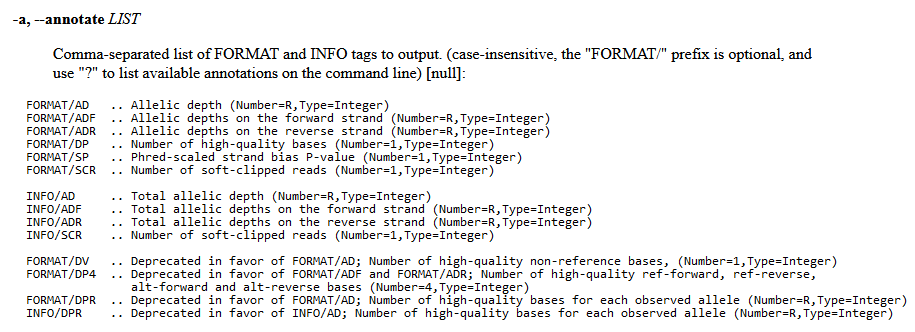 -a, --annotate LIST
Comma-separated list of FORMAT and INFO tags to output. (case-insensitive, the "FORMAT/" prefix is optional, and
use "?" to list available annotations on the command line) [null]:
FORMAT/AD   .. Allelic depth (Number=R,Type=Integer)
FORMAT/ADF  .. Allelic depths on the forward strand (Number=R,Type=Integer)
FORMAT/ADR  .. Allelic depths on the reverse strand (Number=R,Type=Integer)
FORMAT/DP   .. Number of high-quality bases (Number=1,Type=Integer)
FORMAT/SP   .. Phred-scaled strand bias P-value (Number=1,Type=Integer)
FORMAT/SCR  .. Number of soft-clipped reads (Number=1,Type=Integer)
INFO/AD     .. Total allelic depth (Number=R,Type=Integer)
INFO/ADF    .. Total allelic depths on the forward strand (Number=R,Type=Integer)
INFO/ADR    .. Total allelic depths on the reverse strand (Number=R,Type=Integer)
INFO/SCR    .. Number of soft-clipped reads (Number=1,Type=Integer)
FORMAT/DV   .. Deprecated in favor of FORMAT/AD; Number of high-quality non-reference bases, (Number=1,Type=Integer)
FORMAT/DP4  .. Deprecated in favor of FORMAT/ADF and FORMAT/ADR; Number of high-quality ref-forward, ref-reverse,
alt-forward and alt-reverse bases (Number=4,Type=Integer)
FORMAT/DPR  .. Deprecated in favor of FORMAT/AD; Number of high-quality bases for each observed allele (Number=R,Type=Integer)
INFO/DPR    .. Deprecated in favor of INFO/AD; Number of high-quality bases for each observed allele (Number=R,Type=Integer)